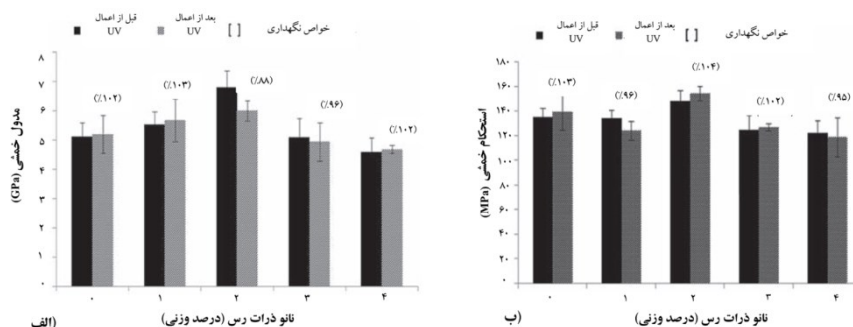 قبل از اعمال UV
بعد از اعمال UV
[ ] خواص نگهداری
مدول خمشی (GPa)
۸
۷
۶
۵
۴
۳
۲
۱
۰
(٪۱۰۲)
(٪۱۰۳)
(٪۸۸)
(٪۹۶)
(٪۱۰۲)
۰ ۱ ۲ ۳ ۴
نانو ذرات رس (درصد وزنی)
الف)
قبل از اعمال UV
بعد از اعمال UV
[ ] خواص نگهداری
استحکام خمشی (MPa)
۱۸۰
۱۶۰
۱۴۰
۱۲۰
۱۰۰
۸۰
۶۰
۴۰
۲۰
۰
(٪۱۰۳)
(٪۹۶)
(٪۱۰۴)
(٪۱۰۲)
(٪۹۵)
۰ ۱ ۲ ۳ ۴
نانو ذرات رس (درصد وزنی)
ب)